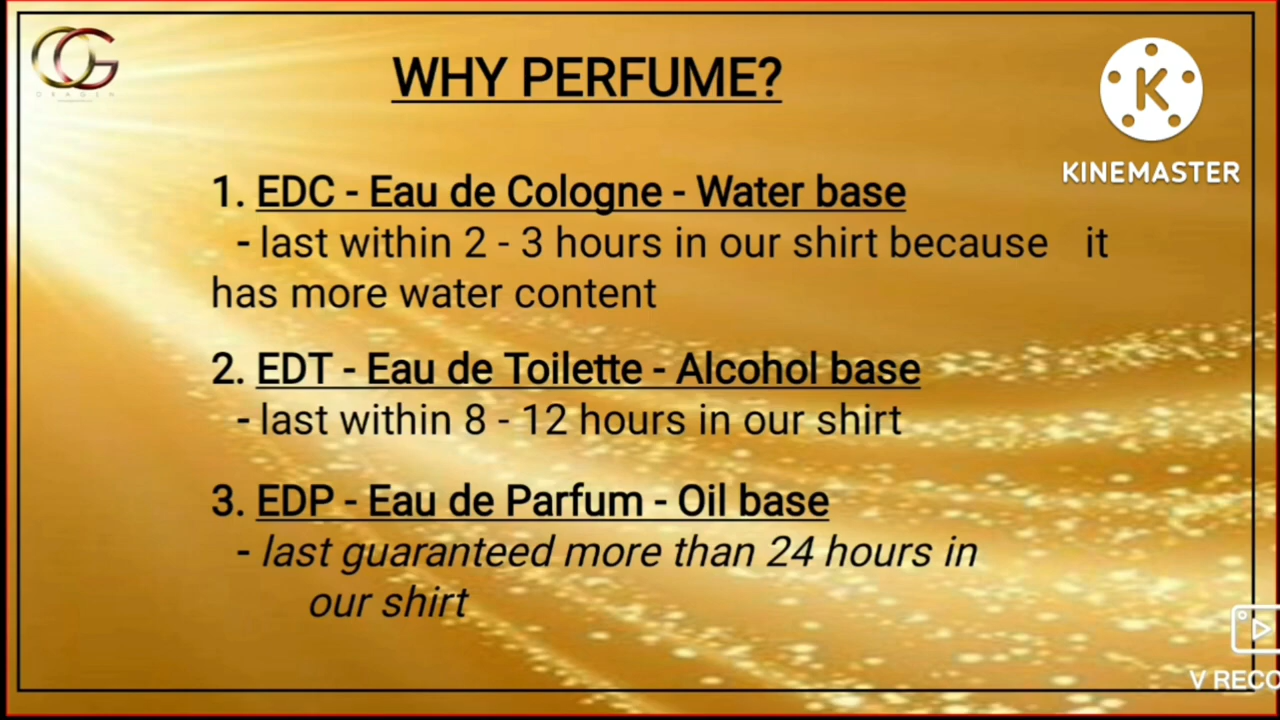 WHY PERFUME?
K
KINEMASTER
1. EDC - Eau de Cologne - Water base
- last within 2 - 3 hours in our shirt because it
has more water content
2. EDT - Eau de Toilette - Alcohol base
- last within 8 - 12 hours in our shirt
3. EDP - Eau de Parfum - Oil base
- last guaranteed more than 24 hours in
our shirt
V RECO